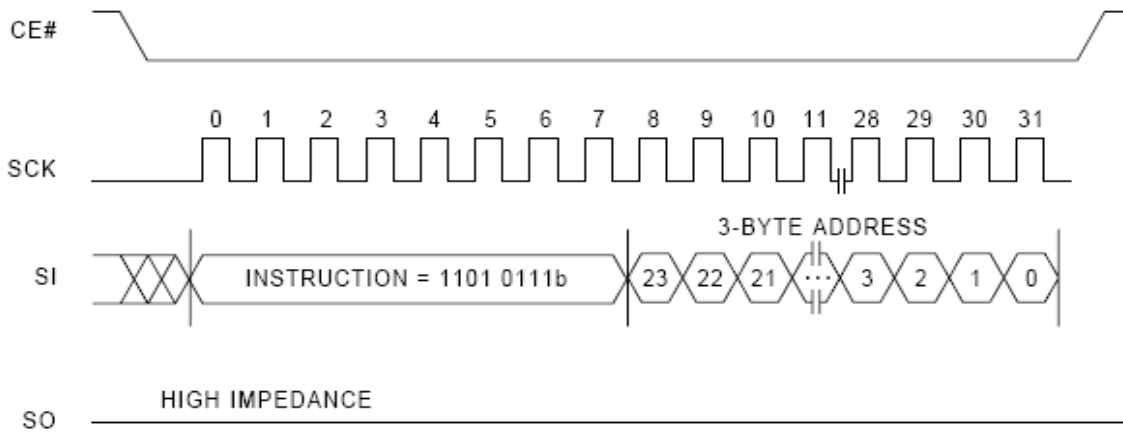 CE#
0 1 2 3 4 5 6 7 8 9 10 11 28 29 30 31
SCK
3-BYTE ADDRESS
SI INSTRUCTION = 1101 0111b 23 22 21 ... 3 2 1 0
HIGH IMPEDANCE
SO